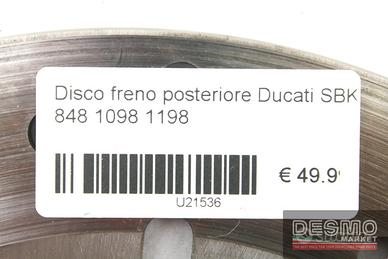 Disco freno posteriore Ducati SBK
848 1098 1198
€ 49.9
U21536
DESMO
MARKET